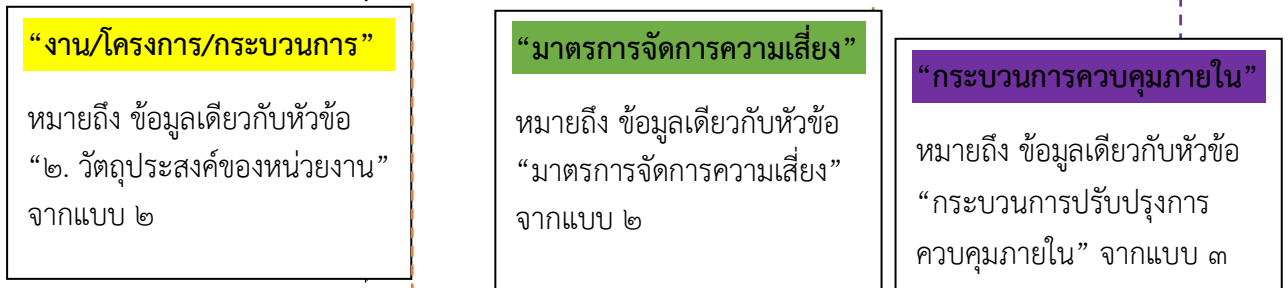 “งาน/โครงการ/กระบวนการ”
หมายถึง ข้อมูลเดียวกับหัวข้อ
“๒. วัตถุประสงค์ของหน่วยงาน”
จากแบบ ๒
“มาตรการจัดการความเสี่ยง”
หมายถึง ข้อมูลเดียวกับหัวข้อ
“มาตรการจัดการความเสี่ยง”
จากแบบ ๒
“กระบวนการควบคุมภายใน”
หมายถึง ข้อมูลเดียวกับหัวข้อ
“กระบวนการปรับปรุงการ
ควบคุมภายใน” จากแบบ ๓